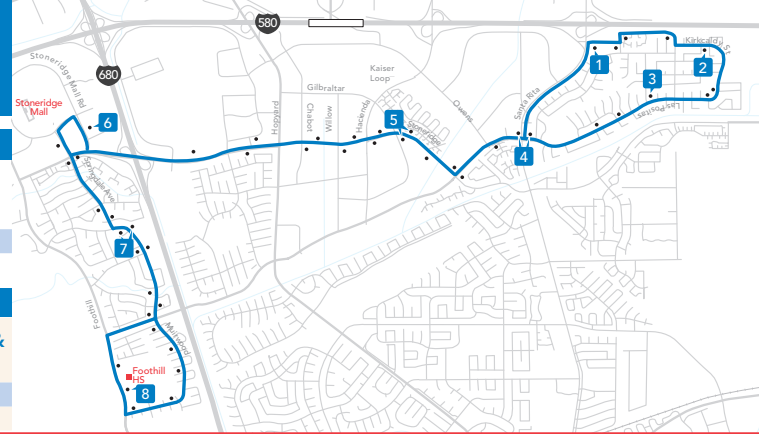 580
Kirkcaldy St
1
2
3
Kaiser
Loop
680
Stoneridge Mall Rd
Gilbraltar
Stoneridge
Mall
Hopyard
Chabot
Willow
Hacienda
Owens
Santa Rita
Las Positas
6
5
Stoneridge
4
Springdale Ave
7
Foothill
Muirwood
&
Foothill
HS
8